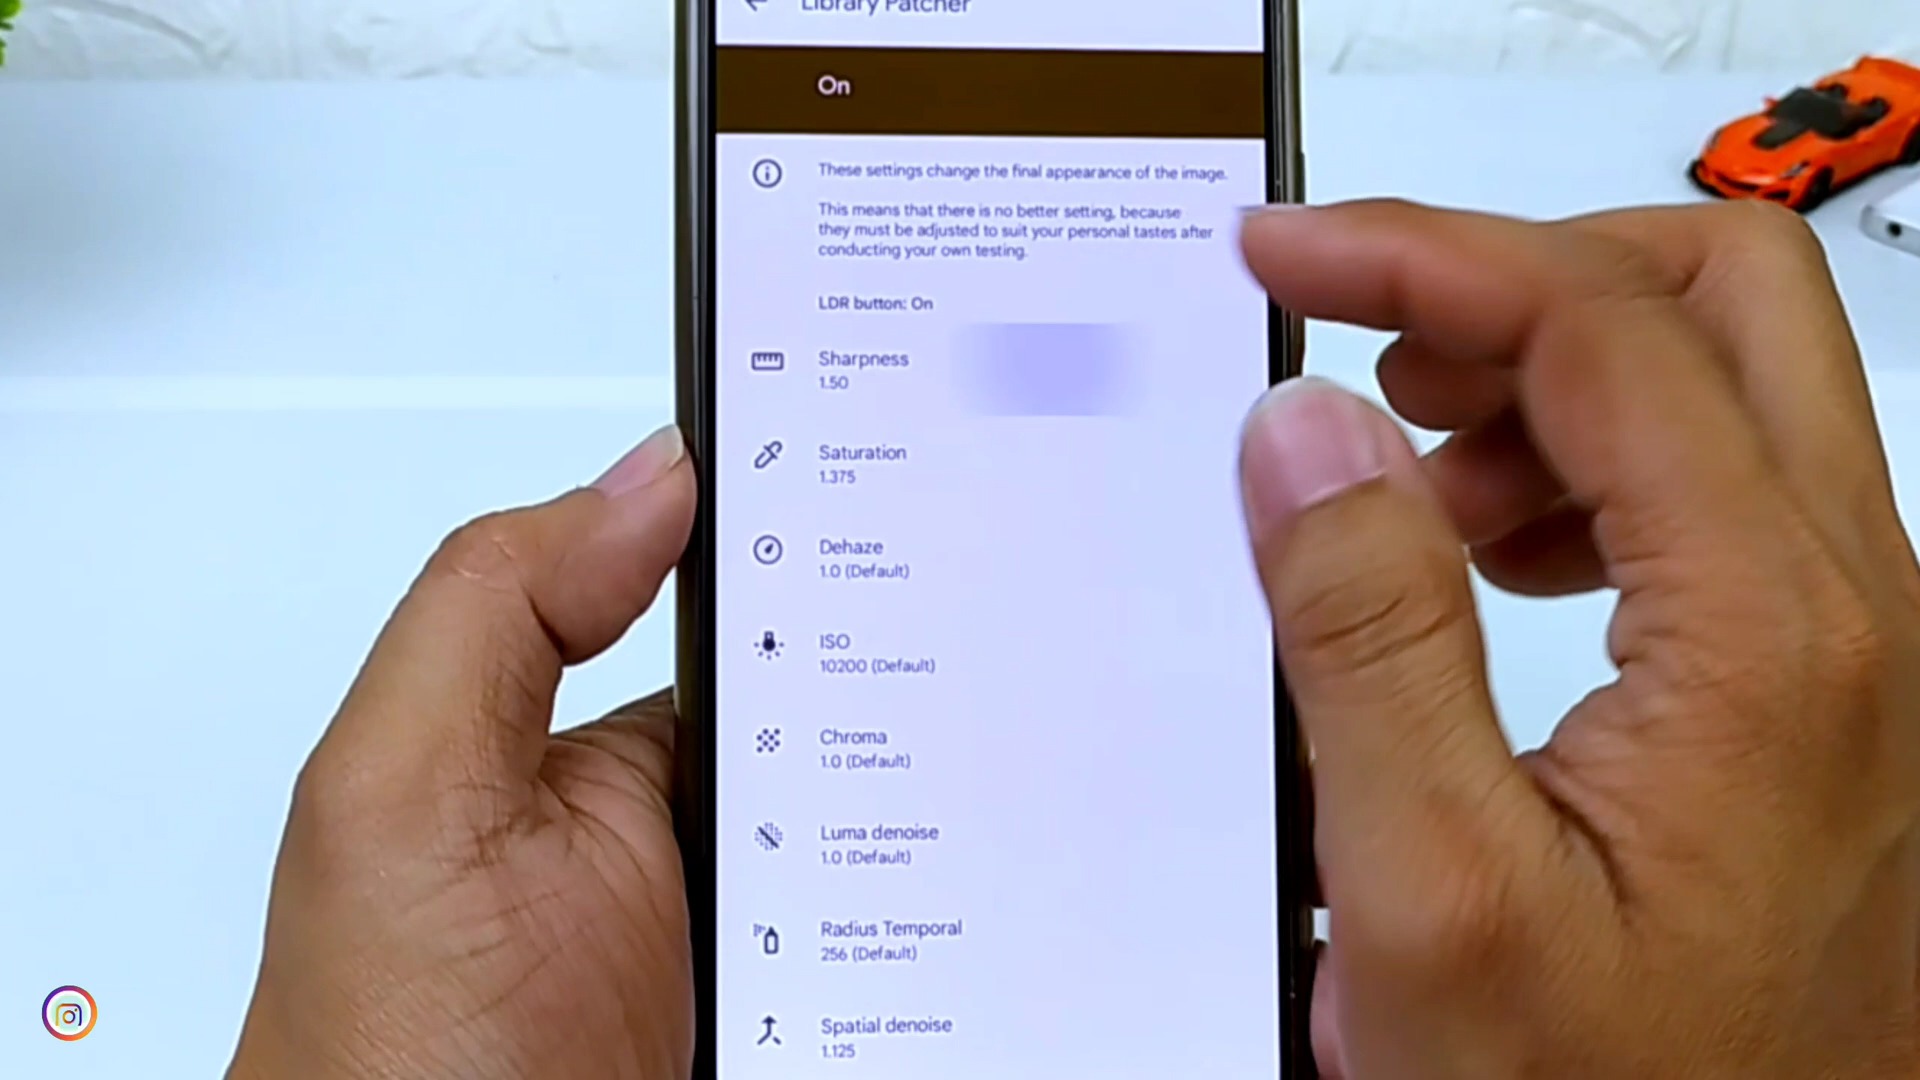 Library Patcher
On
These settings change the final appearance of the image.
This means that there is no better setting, because
they must be adjusted to suit your personal tastes after
conducting your own testing.
LDR button: On
Sharpness
1.50
Saturation
1.375
Dehaze
1.0 (Default)
ISO
10200 (Default)
Chroma
1.0 (Default)
Luma denoise
1.0 (Default)
Radius Temporal
256 (Default)
Spatial denoise
1.125